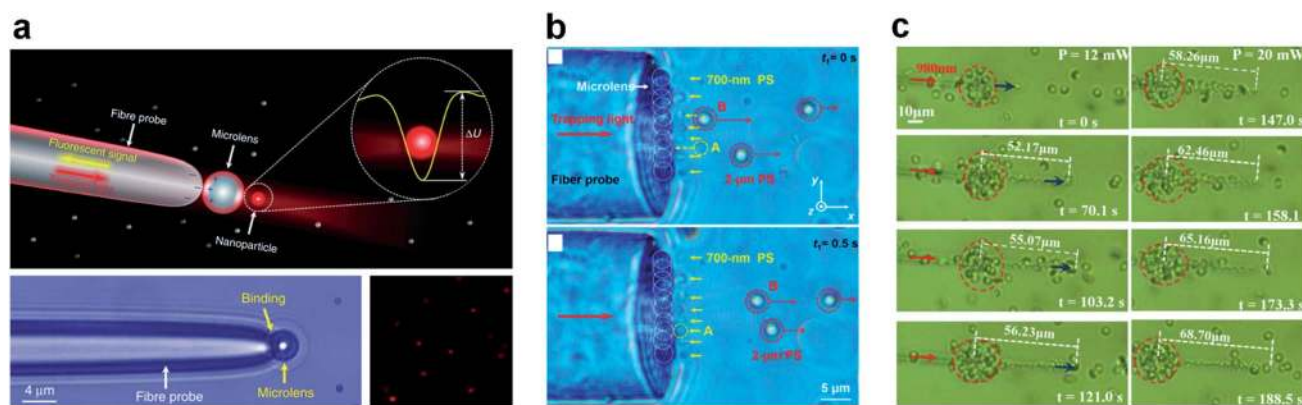 a
Fibre probe
Fluorescent signal
Microlens
ΔU
Nanoparticle
Binding
4 μm
Fibre probe
Microlens
b
t₁= 0 s
Microlens
700-nm PS
B
Trapping light
A
Fiber probe
2-μm PS
y
z
x
t₁= 0.5 s
700-nm PS
B
A
2-μm PS
5 μm
c
980nm
P = 12 mW
10μm
t = 0 s
58.26μm
P = 20 mW
t = 147.0 s
52.17μm
t = 70.1 s
62.46μm
t = 158.1
55.07μm
t = 103.2 s
65.16μm
t = 173.3 s
56.23μm
t = 121.0 s
68.70μm
t = 188.5 s